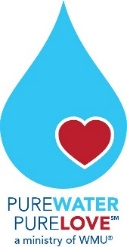 PUREWATER
PURELOVE℠
a ministry of WMU®